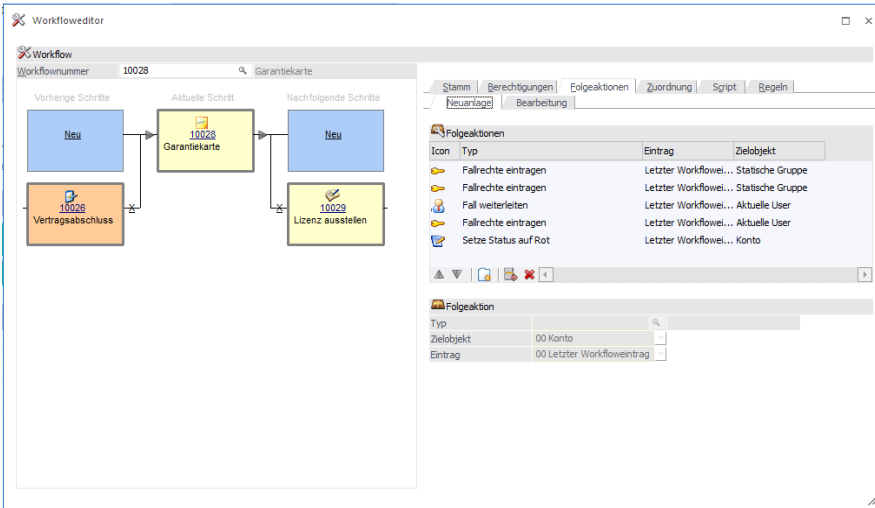 Workfloweditor
Workflow
Workflownummer 10028 Garantiekarte
Vorherige Schritte Aktuelle Schritt Nachfolgende Schritte
Neu
10028
Garantiekarte
Neu
10026
Vertragsabschluss
X
X
10029
Lizenz ausstellen
Stamm Berechtigungen Folgeaktionen Zuordnung Script Regeln
Neuanlage Bearbeitung
Folgeaktionen
Icon Typ Eintrag Zielobjekt
Fallrechte eintragen Letzter Workflowei... Statische Gruppe
Fallrechte eintragen Letzter Workflowei... Statische Gruppe
Fall weiterleiten Letzter Workflowei... Aktuelle User
Fallrechte eintragen Letzter Workflowei... Aktuelle User
Setze Status auf Rot Letzter Workflowei... Konto
Folgeaktion
Typ
Zielobjekt 00 Konto
Eintrag 00 Letzter Workfloweintrag